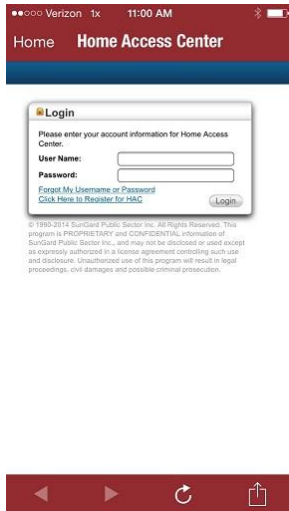 Verizon 1x 11:00 AM
Home Home Access Center
Login
Please enter your account information for Home Access
Center.
User Name:
Password:
Forgot My Username or Password
Click Here to Register for HAC
Login
© 1990-2014 SunGard Public Sector Inc. All Rights Reserved. This
program is PROPRIETARY and CONFIDENTIAL information of
SunGard Public Sector Inc., and may not be disclosed or used except
as expressly authorized in a license agreement controlling such use
and disclosure. Unauthorized use of this program will result in legal
proceedings, civil damages and possible criminal prosecution.